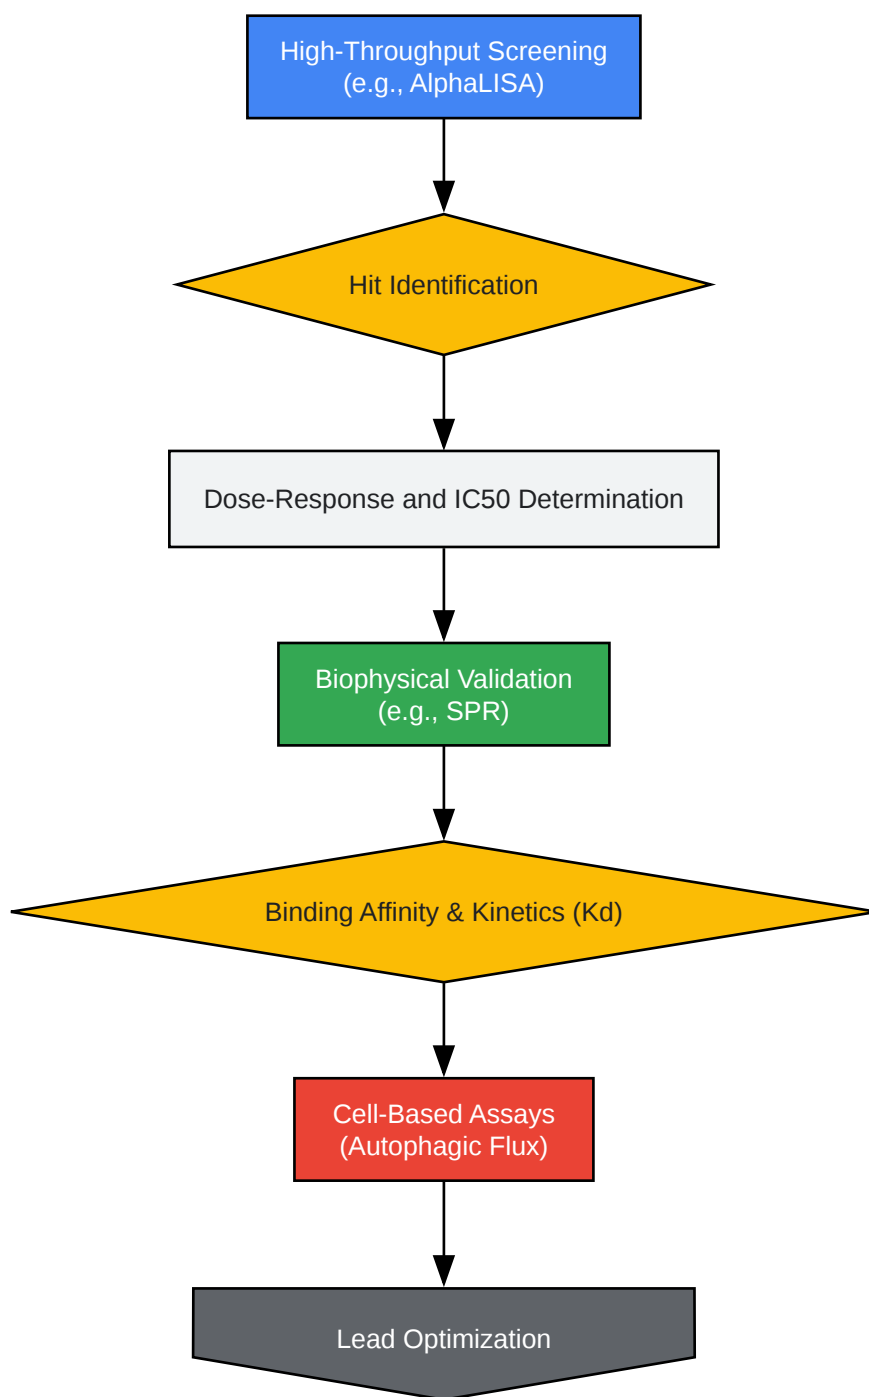 High-Throughput Screening
(e.g., AlphaLISA)
Hit Identification
Dose-Response and IC50 Determination
Biophysical Validation
(e.g., SPR)
Binding Affinity & Kinetics (Kd)
Cell-Based Assays
(Autophagic Flux)
Lead Optimization